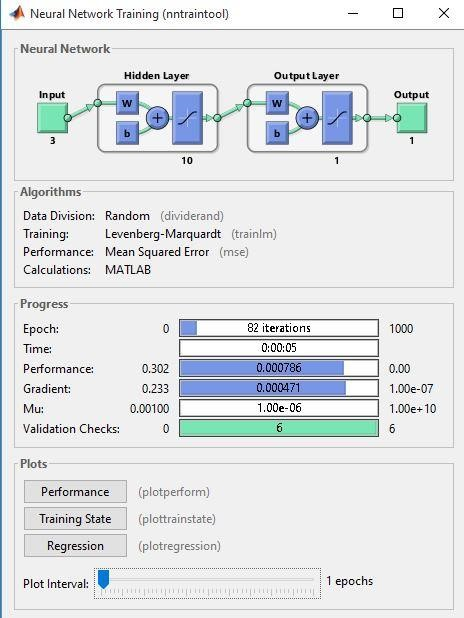 Neural Network Training (nntraintool)
Neural Network
Hidden Layer Output Layer
Input Output
W W
b b
+ +
3 10 1 1
Algorithms
Data Division: Random (dividerand)
Training: Levenberg-Marquardt (trainlm)
Performance: Mean Squared Error (mse)
Calculations: MATLAB
Progress
Epoch: 0 82 iterations 1000
Time: 0:00:05
Performance: 0.302 0.000786 0.00
Gradient: 0.233 0.000471 1.00e-07
Mu: 0.00100 1.00e-06 1.00e+10
Validation Checks: 0 6 6
Plots
Performance (plotperform)
Training State (plottrainstate)
Regression (plotregression)
Plot Interval: 1 epochs